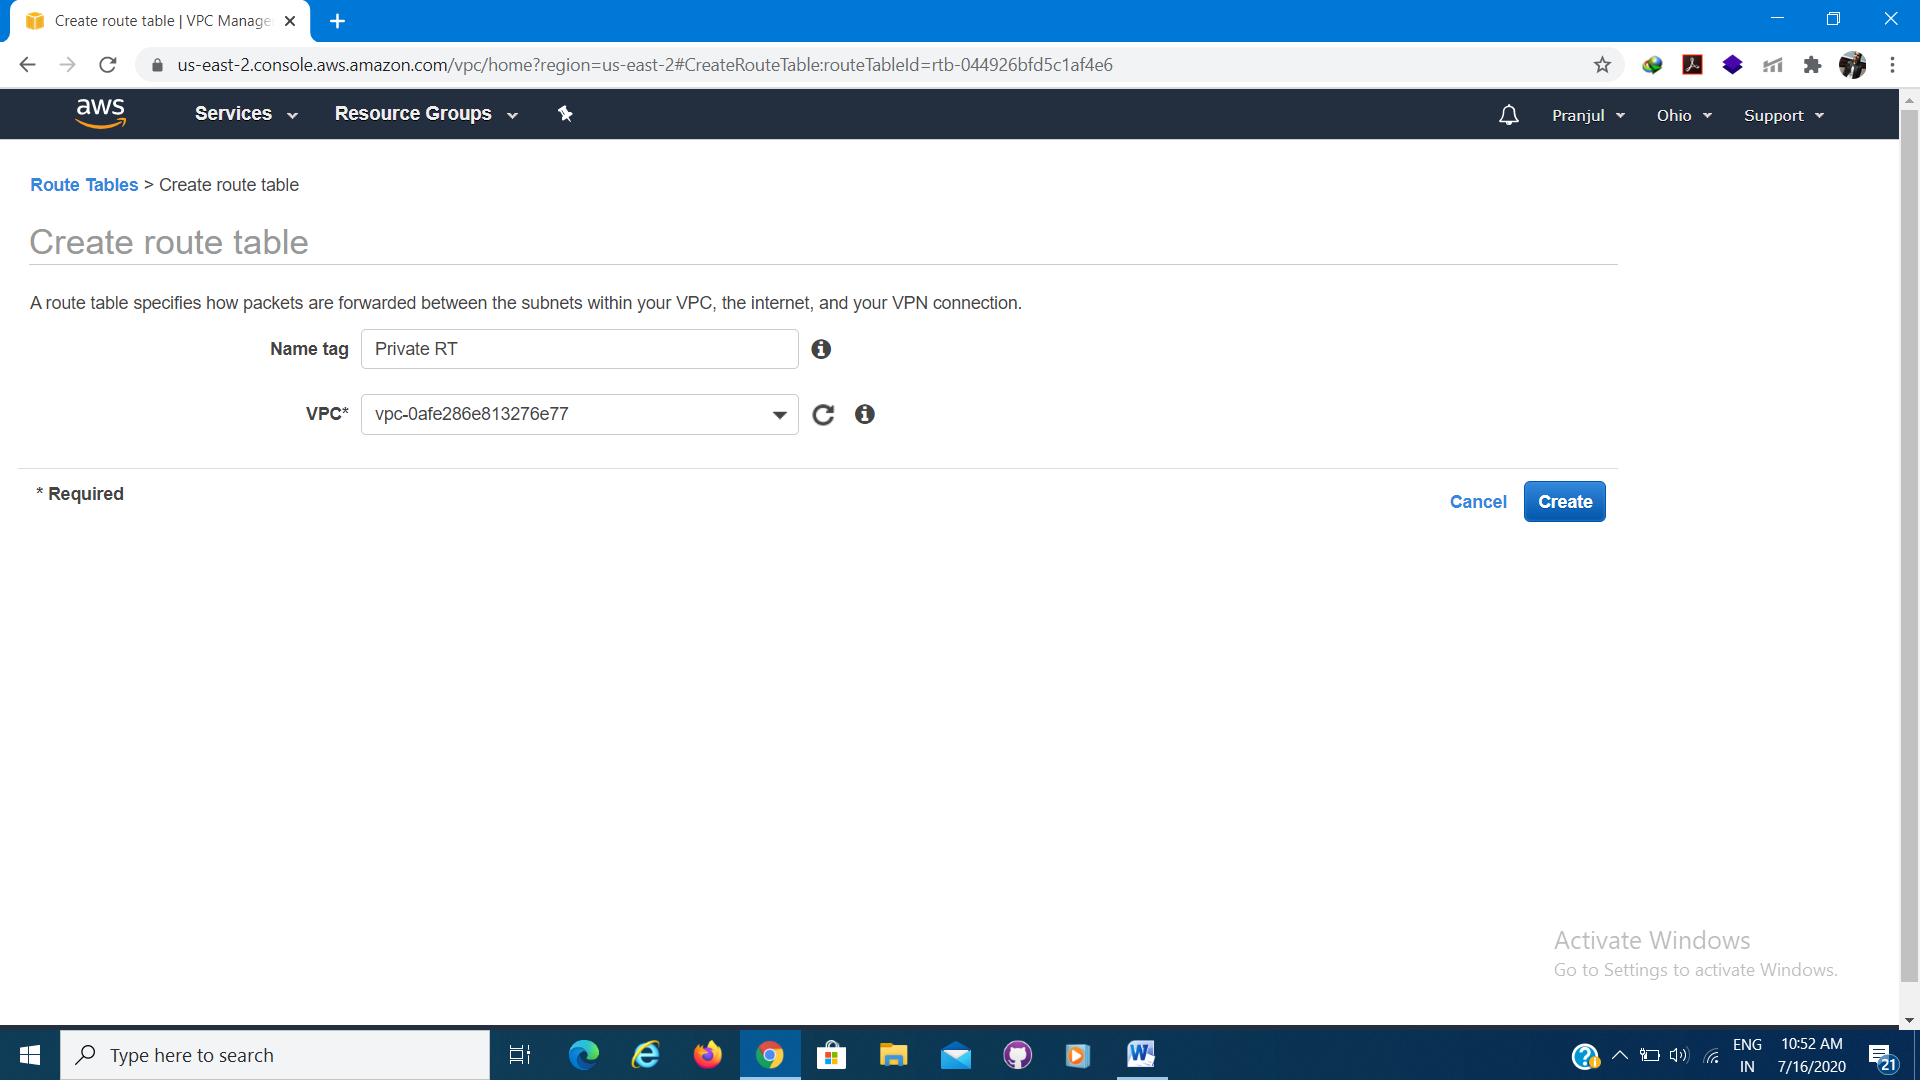 Create route table | VPC Manage
us-east-2.console.aws.amazon.com/vpc/home?region=us-east-2#CreateRouteTable:routeTableId=rtb-044926bfd5c1af4e6
aws Services Resource Groups Pranjul Ohio Support
Route Tables > Create route table
Create route table
A route table specifies how packets are forwarded between the subnets within your VPC, the internet, and your VPN connection.
Name tag Private RT
VPC* vpc-0afe286e813276e77
* Required
Cancel Create
Activate Windows
Go to Settings to activate Windows.
Type here to search
ENG 10:52 AM
IN 7/16/2020 21